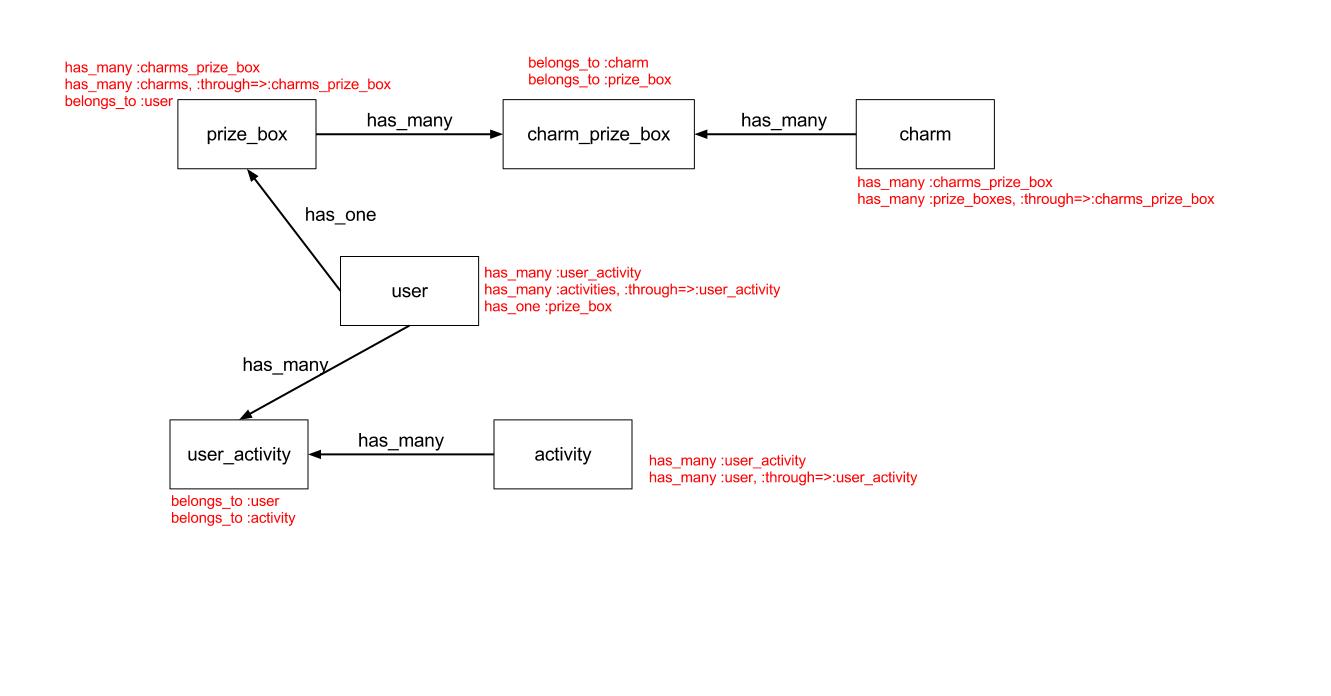 has_many :charms_prize_box
has_many :charms, :through=>:charms_prize_box
belongs_to :user
belongs_to :charm
belongs_to :prize_box
prize_box
has_many
charm_prize_box
has_many
charm
has_many :charms_prize_box
has_many :prize_boxes, :through=>:charms_prize_box
has_one
user
has_many :user_activity
has_many :activities, :through=>:user_activity
has_one :prize_box
has_many
user_activity
has_many
activity
has_many :user_activity
has_many :user, :through=>:user_activity
belongs_to :user
belongs_to :activity